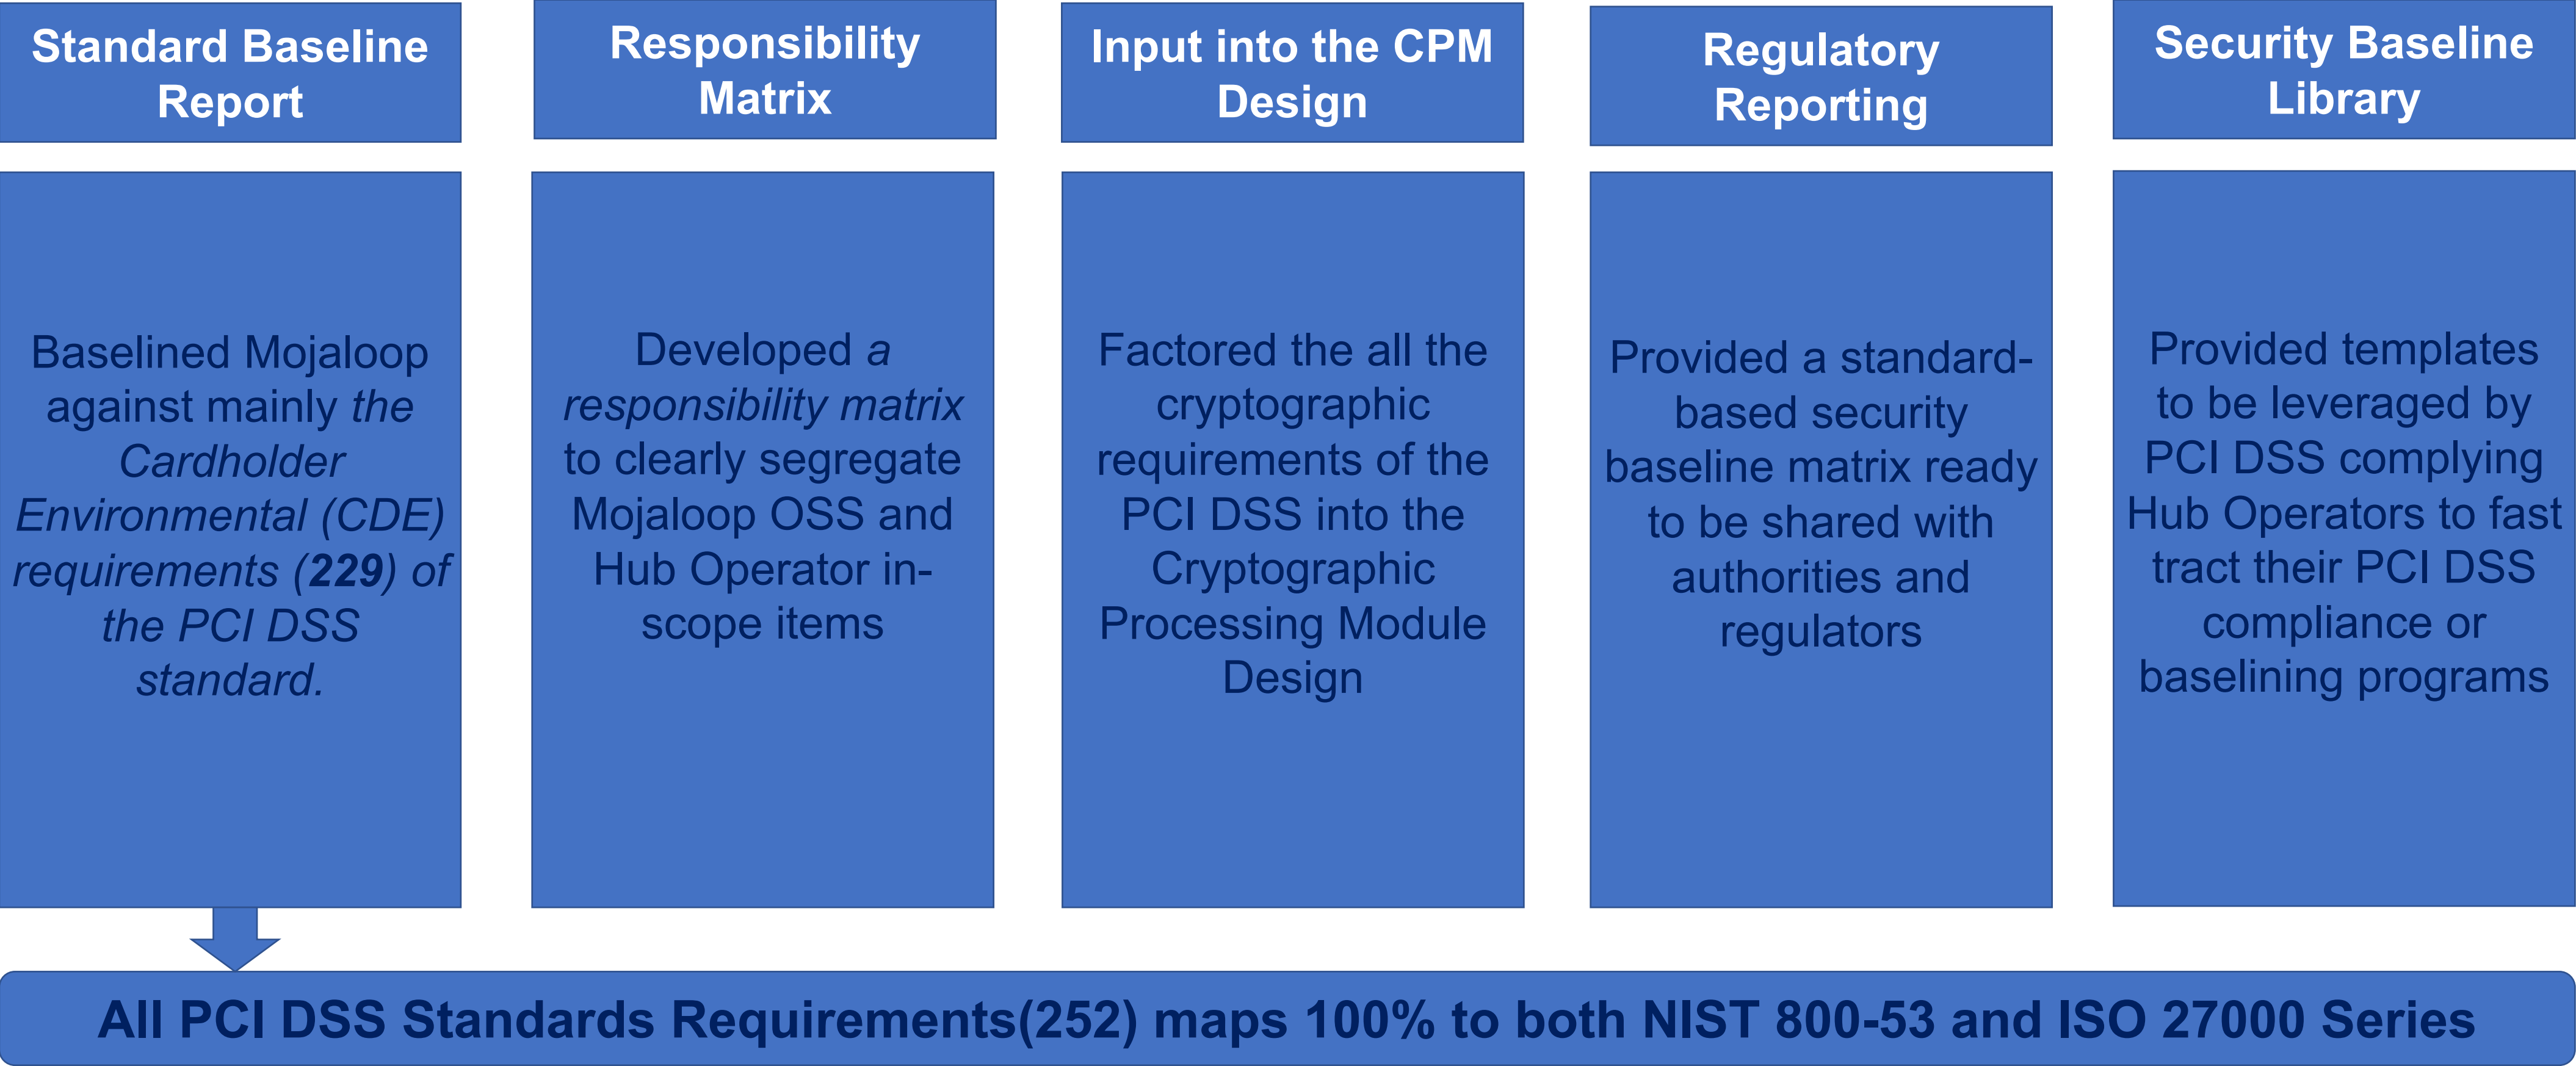 Standard Baseline
Report
Responsibility
Matrix
Input into the CPM
Design
Regulatory
Reporting
Security Baseline
Library
Baselined Mojaloop
against mainly the
Cardholder
Environmental (CDE)
requirements (229) of
the PCI DSS
standard.
Developed a
responsibility matrix
to clearly segregate
Mojaloop OSS and
Hub Operator in-
scope items
Factored the all the
cryptographic
requirements of the
PCI DSS into the
Cryptographic
Processing Module
Design
Provided a standard-
based security
baseline matrix ready
to be shared with
authorities and
regulators
Provided templates
to be leveraged by
PCI DSS complying
Hub Operators to fast
tract their PCI DSS
compliance or
baselining programs
All PCI DSS Standards Requirements(252) maps 100% to both NIST 800-53 and ISO 27000 Series